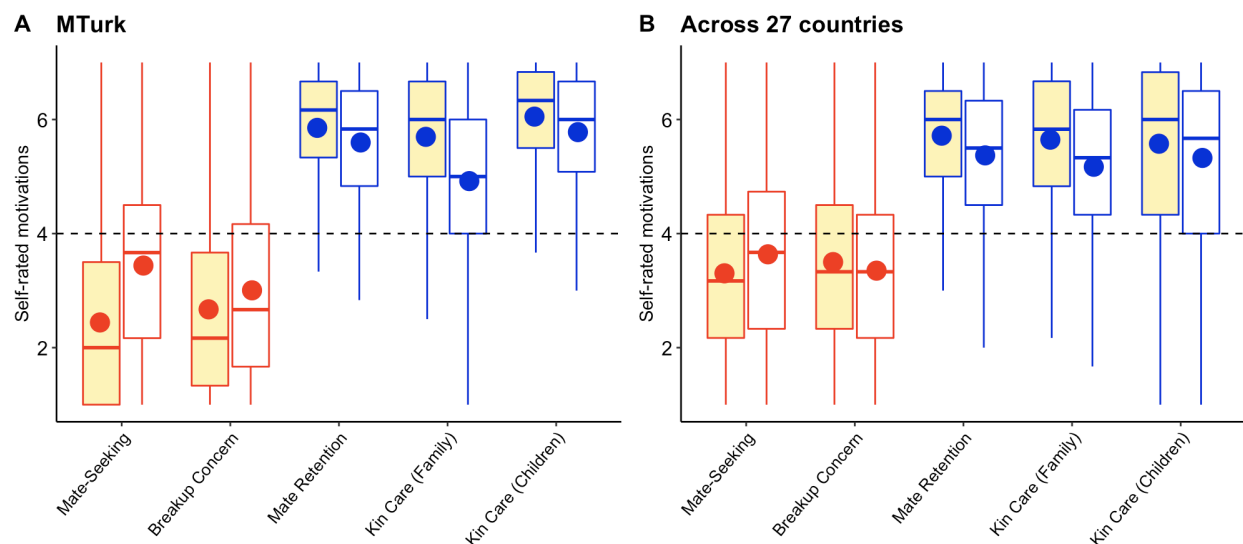 A MTurk
Self-rated motivations
6
4
2
Mate-Seeking
Breakup Concern
Mate Retention
Kin Care (Family)
Kin Care (Children)
B Across 27 countries
Self-rated motivations
6
4
2
Mate-Seeking
Breakup Concern
Mate Retention
Kin Care (Family)
Kin Care (Children)